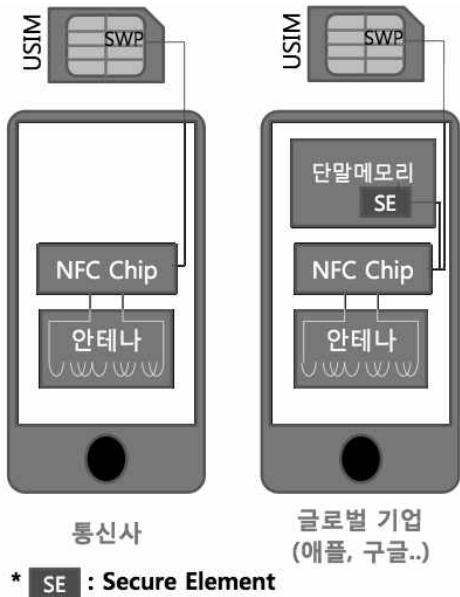 USIM
SWP
NFC Chip
안테나
통신사
USIM
SWP
단말메모리
SE
NFC Chip
안테나
글로벌 기업
(애플, 구글..)
* SE : Secure Element